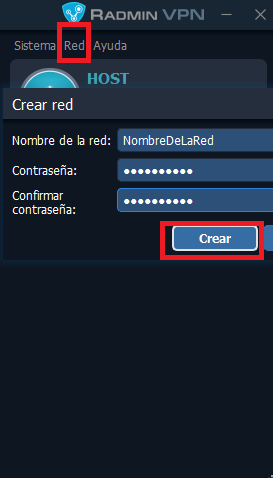 RADMIN VPN
Sistema Red Ayuda
HOST
Crear red
Nombre de la red: NombreDeLaRed
Contraseña: ●●●●●●●●●●
Confirmar
contraseña: ●●●●●●●●●●
Crear